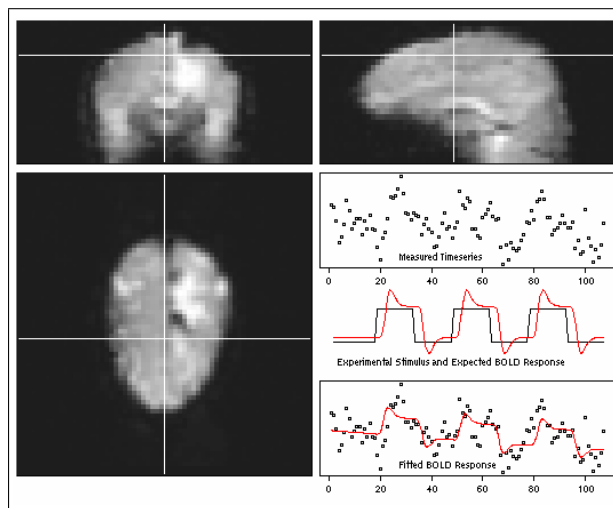 Measured Timeseries
0 20 40 60 80 100
Experimental Stimulus and Expected BOLD Response
Fitted BOLD Response
0 20 40 60 80 100